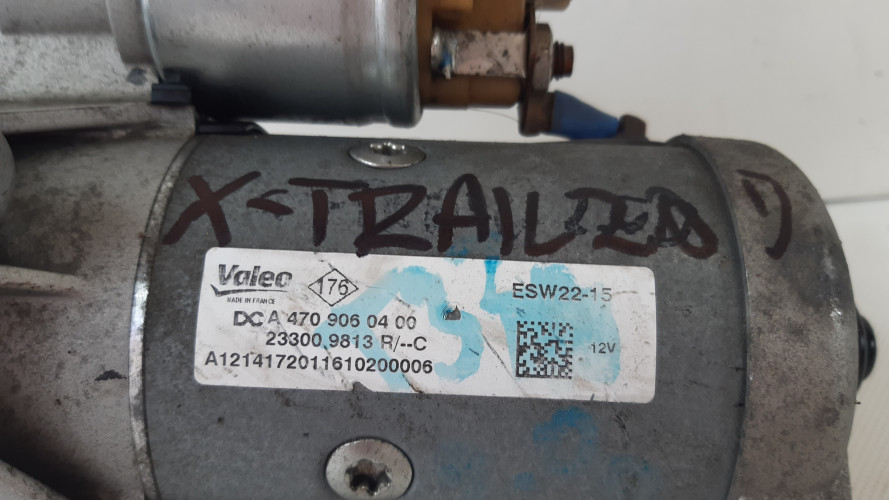 X-TRAIL
Valeo
MADE IN FRANCE
176
ESW22-15
DC A 470 906 04 00
23300 9813 R/--C
12V
A1214172011610200006